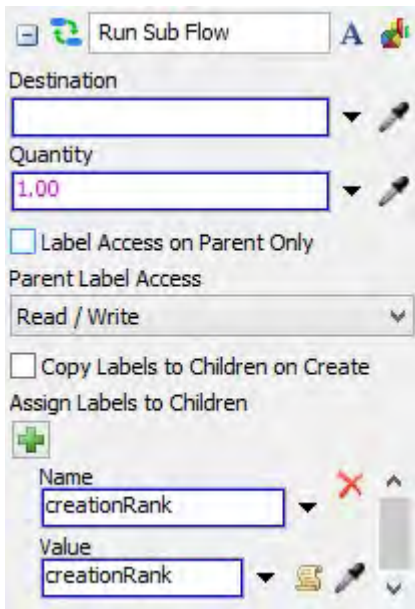 Run Sub Flow
A
Destination
Quantity
1.00
Label Access on Parent Only
Parent Label Access
Read / Write
Copy Labels to Children on Create
Assign Labels to Children
Name
creationRank
Value
creationRank